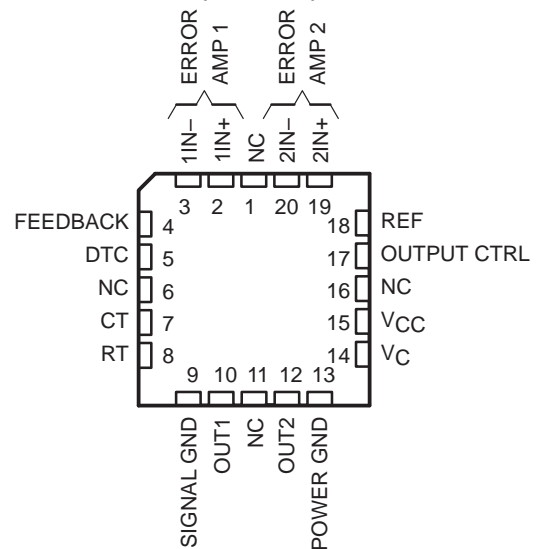 ERROR
AMP 1
ERROR
AMP 2
1IN–
1IN+
NC
2IN–
2IN+
3 2 1 20 19
FEEDBACK 4
DTC 5
NC 6
CT 7
RT 8
18 REF
17 OUTPUT CTRL
16 NC
15 VCC
14 VC
9 10 11 12 13
SIGNAL GND
OUT1
NC
OUT2
POWER GND